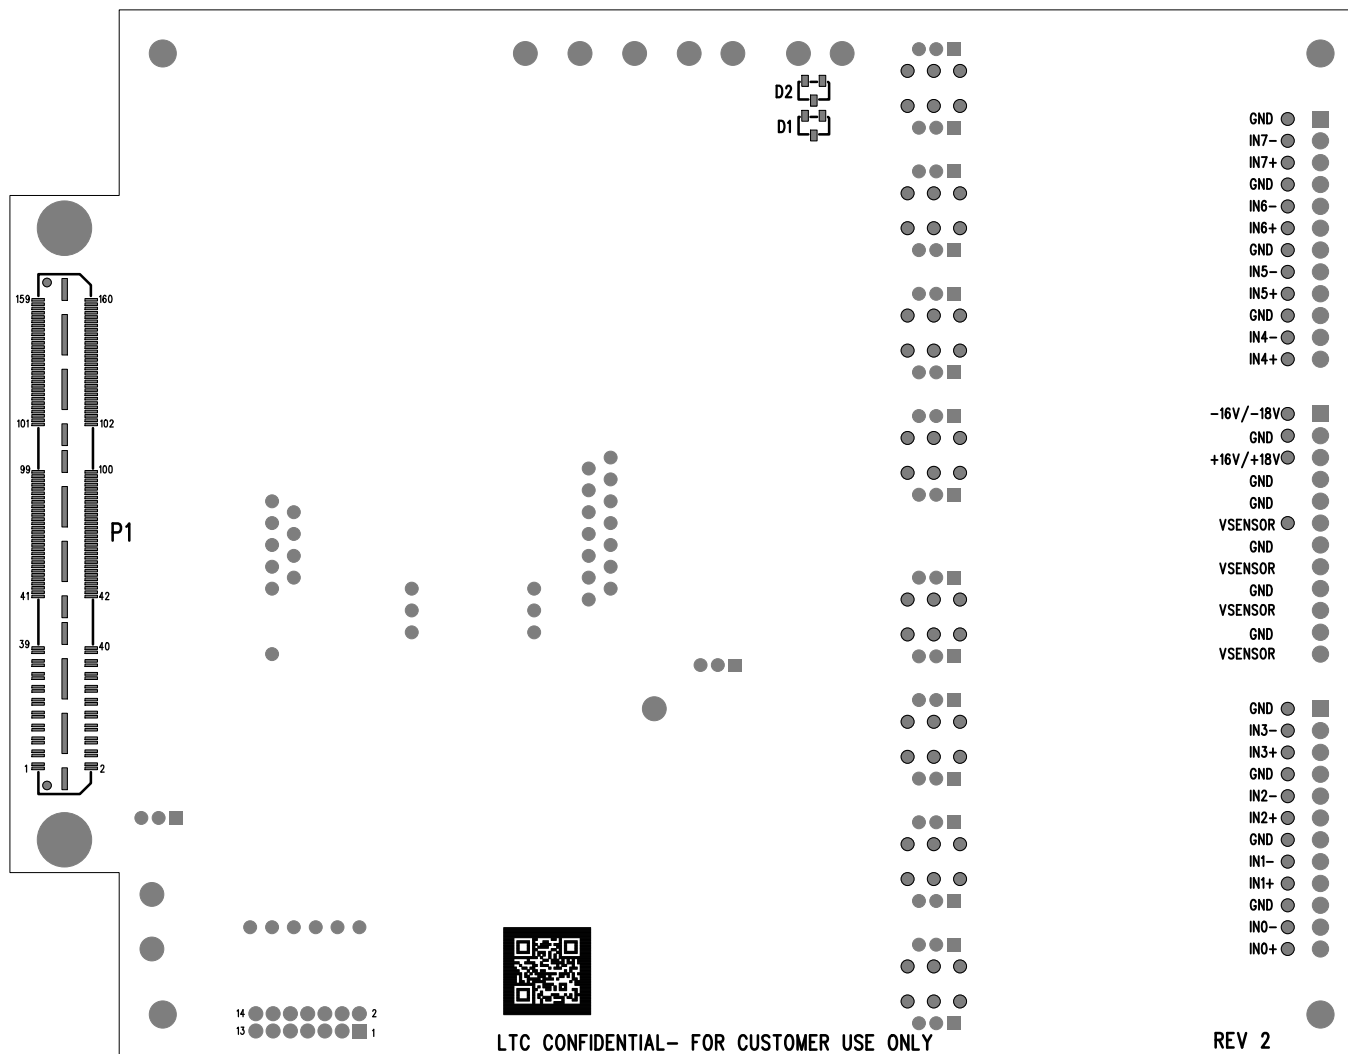 D2
D1
GND
IN7-
IN7+
GND
IN6-
IN6+
GND
IN5-
IN5+
GND
IN4-
IN4+
159 160
101 102
99 100
P1
41 42
39 40
1 2
-16V/-18V
GND
+16V/+18V
GND
GND
VSENSOR
GND
VSENSOR
GND
VSENSOR
GND
VSENSOR
GND
IN3-
IN3+
GND
IN2-
IN2+
GND
IN1-
IN1+
GND
IN0-
IN0+
14 2
13 1
LTC CONFIDENTIAL- FOR CUSTOMER USE ONLY
REV 2